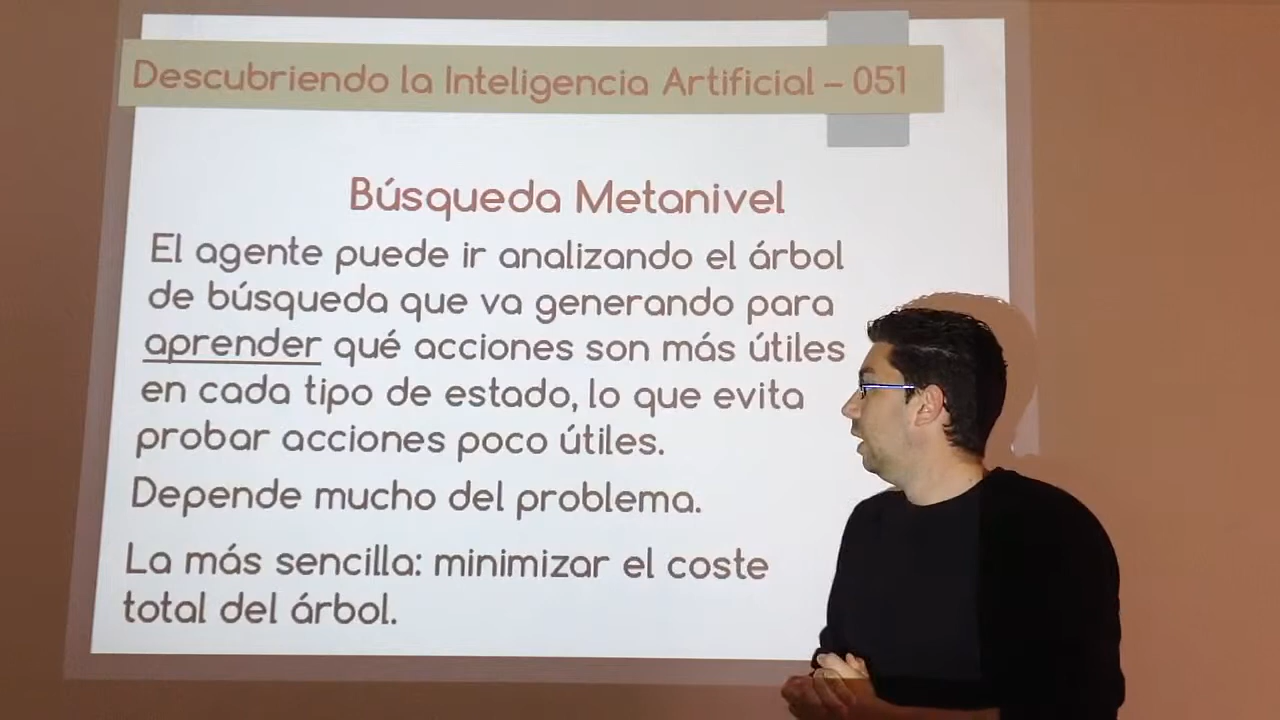 Descubriendo la Inteligencia Artificial – 051
Búsqueda Metanivel
El agente puede ir analizando el árbol
de búsqueda que va generando para
aprender qué acciones son más útiles
en cada tipo de estado, lo que evita
probar acciones poco útiles.
Depende mucho del problema.
La más sencilla: minimizar el coste
total del árbol.